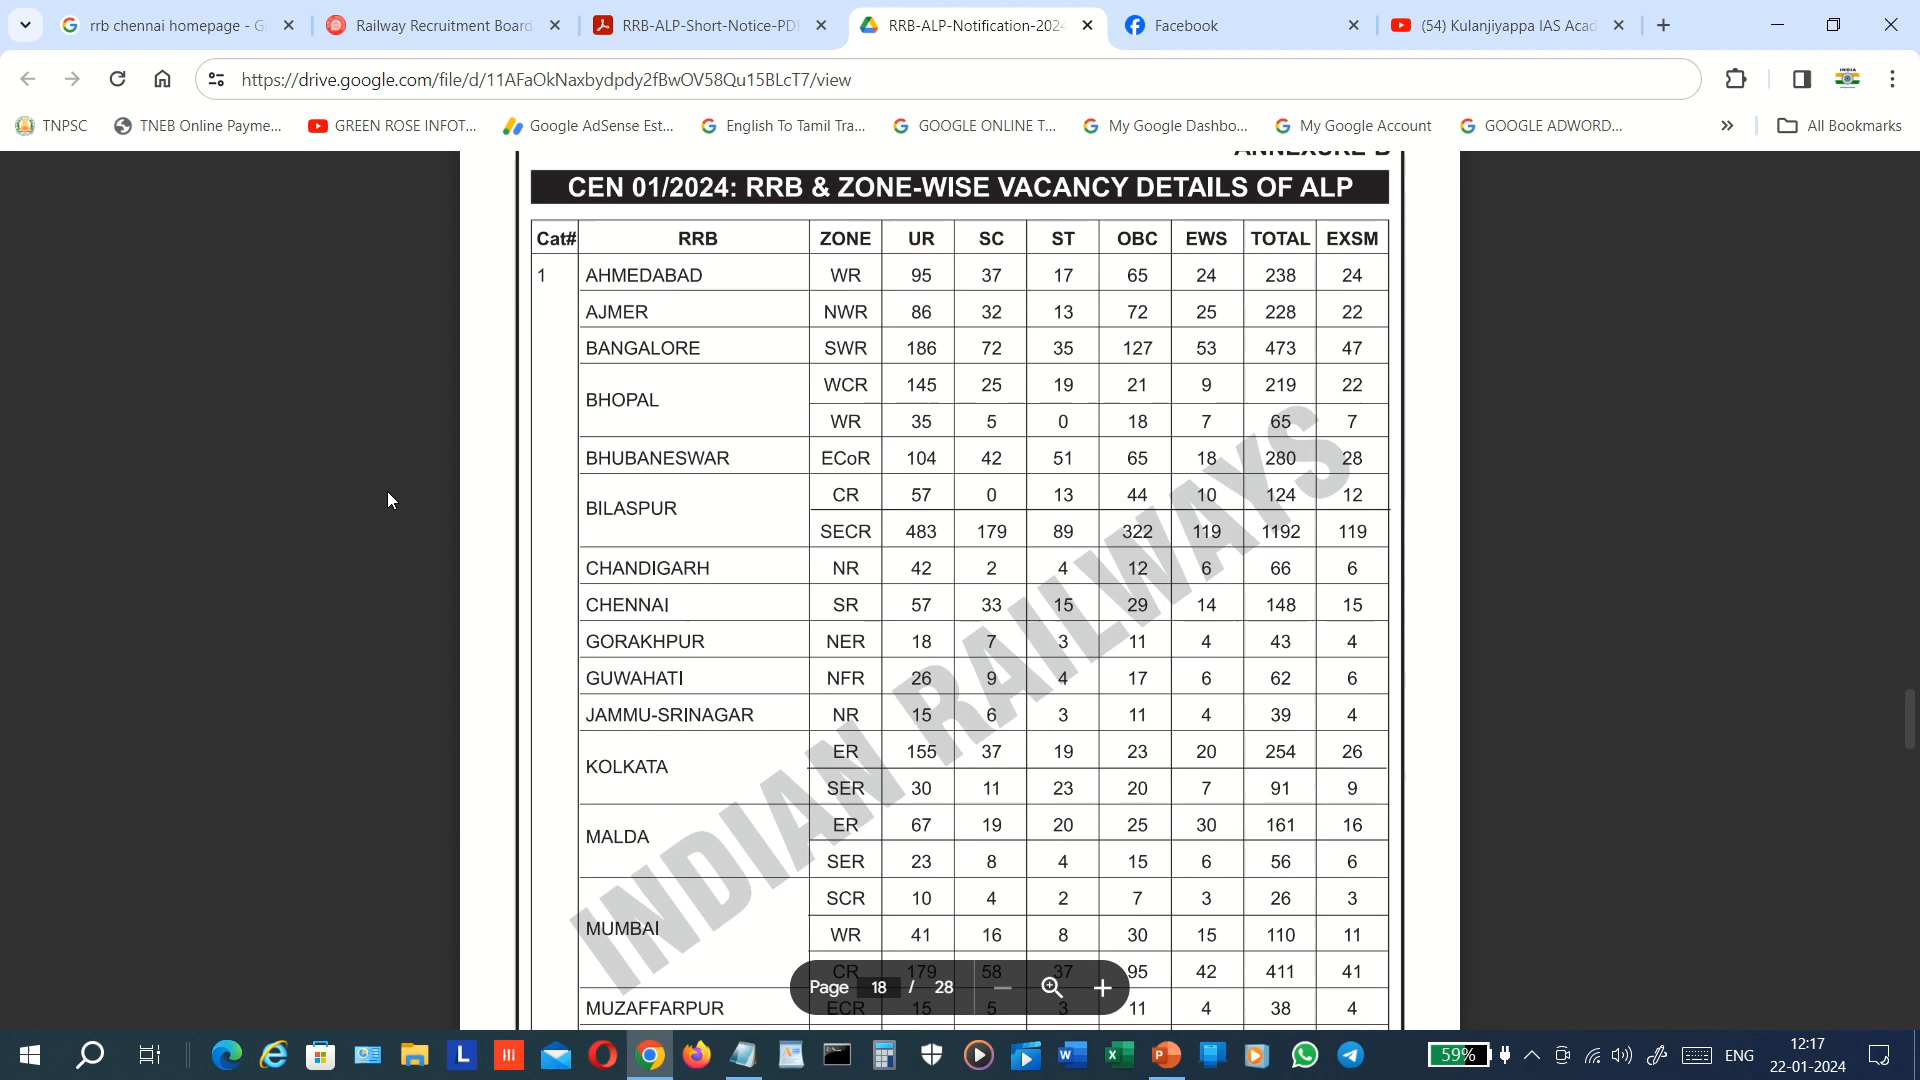 rrb chennai homepage - G
Railway Recruitment Board
RRB-ALP-Short-Notice-PD
RRB-ALP-Notification-2024
Facebook
(54) Kulanjiyappa IAS Acad
https://drive.google.com/file/d/11AFaOkNaxbydpdy2fBwOV58Qu15BLcT7/view
TNPSC
TNEB Online Payme...
GREEN ROSE INFOT...
Google AdSense Est...
English To Tamil Tra...
GOOGLE ONLINE T...
My Google Dashbo...
My Google Account
GOOGLE ADWORD...
All Bookmarks
ANNEXURE-B
CEN 01/2024: RRB & ZONE-WISE VACANCY DETAILS OF ALP
Cat# RRB ZONE UR SC ST OBC EWS TOTAL EXSM
1 AHMEDABAD WR 95 37 17 65 24 238 24
AJMER NWR 86 32 13 72 25 228 22
BANGALORE SWR 186 72 35 127 53 473 47
BHOPAL WCR 145 25 19 21 9 219 22
WR 35 5 0 18 7 65 7
BHUBANESWAR ECoR 104 42 51 65 18 280 28
BILASPUR CR 57 0 13 44 10 124 12
SECR 483 179 89 322 119 1192 119
CHANDIGARH NR 42 2 4 12 6 66 6
CHENNAI SR 57 33 15 29 14 148 15
GORAKHPUR NER 18 7 3 11 4 43 4
GUWAHATI NFR 26 9 4 17 6 62 6
JAMMU-SRINAGAR NR 15 6 3 11 4 39 4
KOLKATA ER 155 37 19 23 20 254 26
SER 30 11 23 20 7 91 9
MALDA ER 67 19 20 25 30 161 16
SER 23 8 4 15 6 56 6
MUMBAI SCR 10 4 2 7 3 26 3
WR 41 16 8 30 15 110 11
CR 179 58 37 95 42 411 41
MUZAFFARPUR ECR 15 5 3 11 4 38 4
INDIAN RAILWAYS
Page 18 / 28
59%
ENG
12:17
22-01-2024